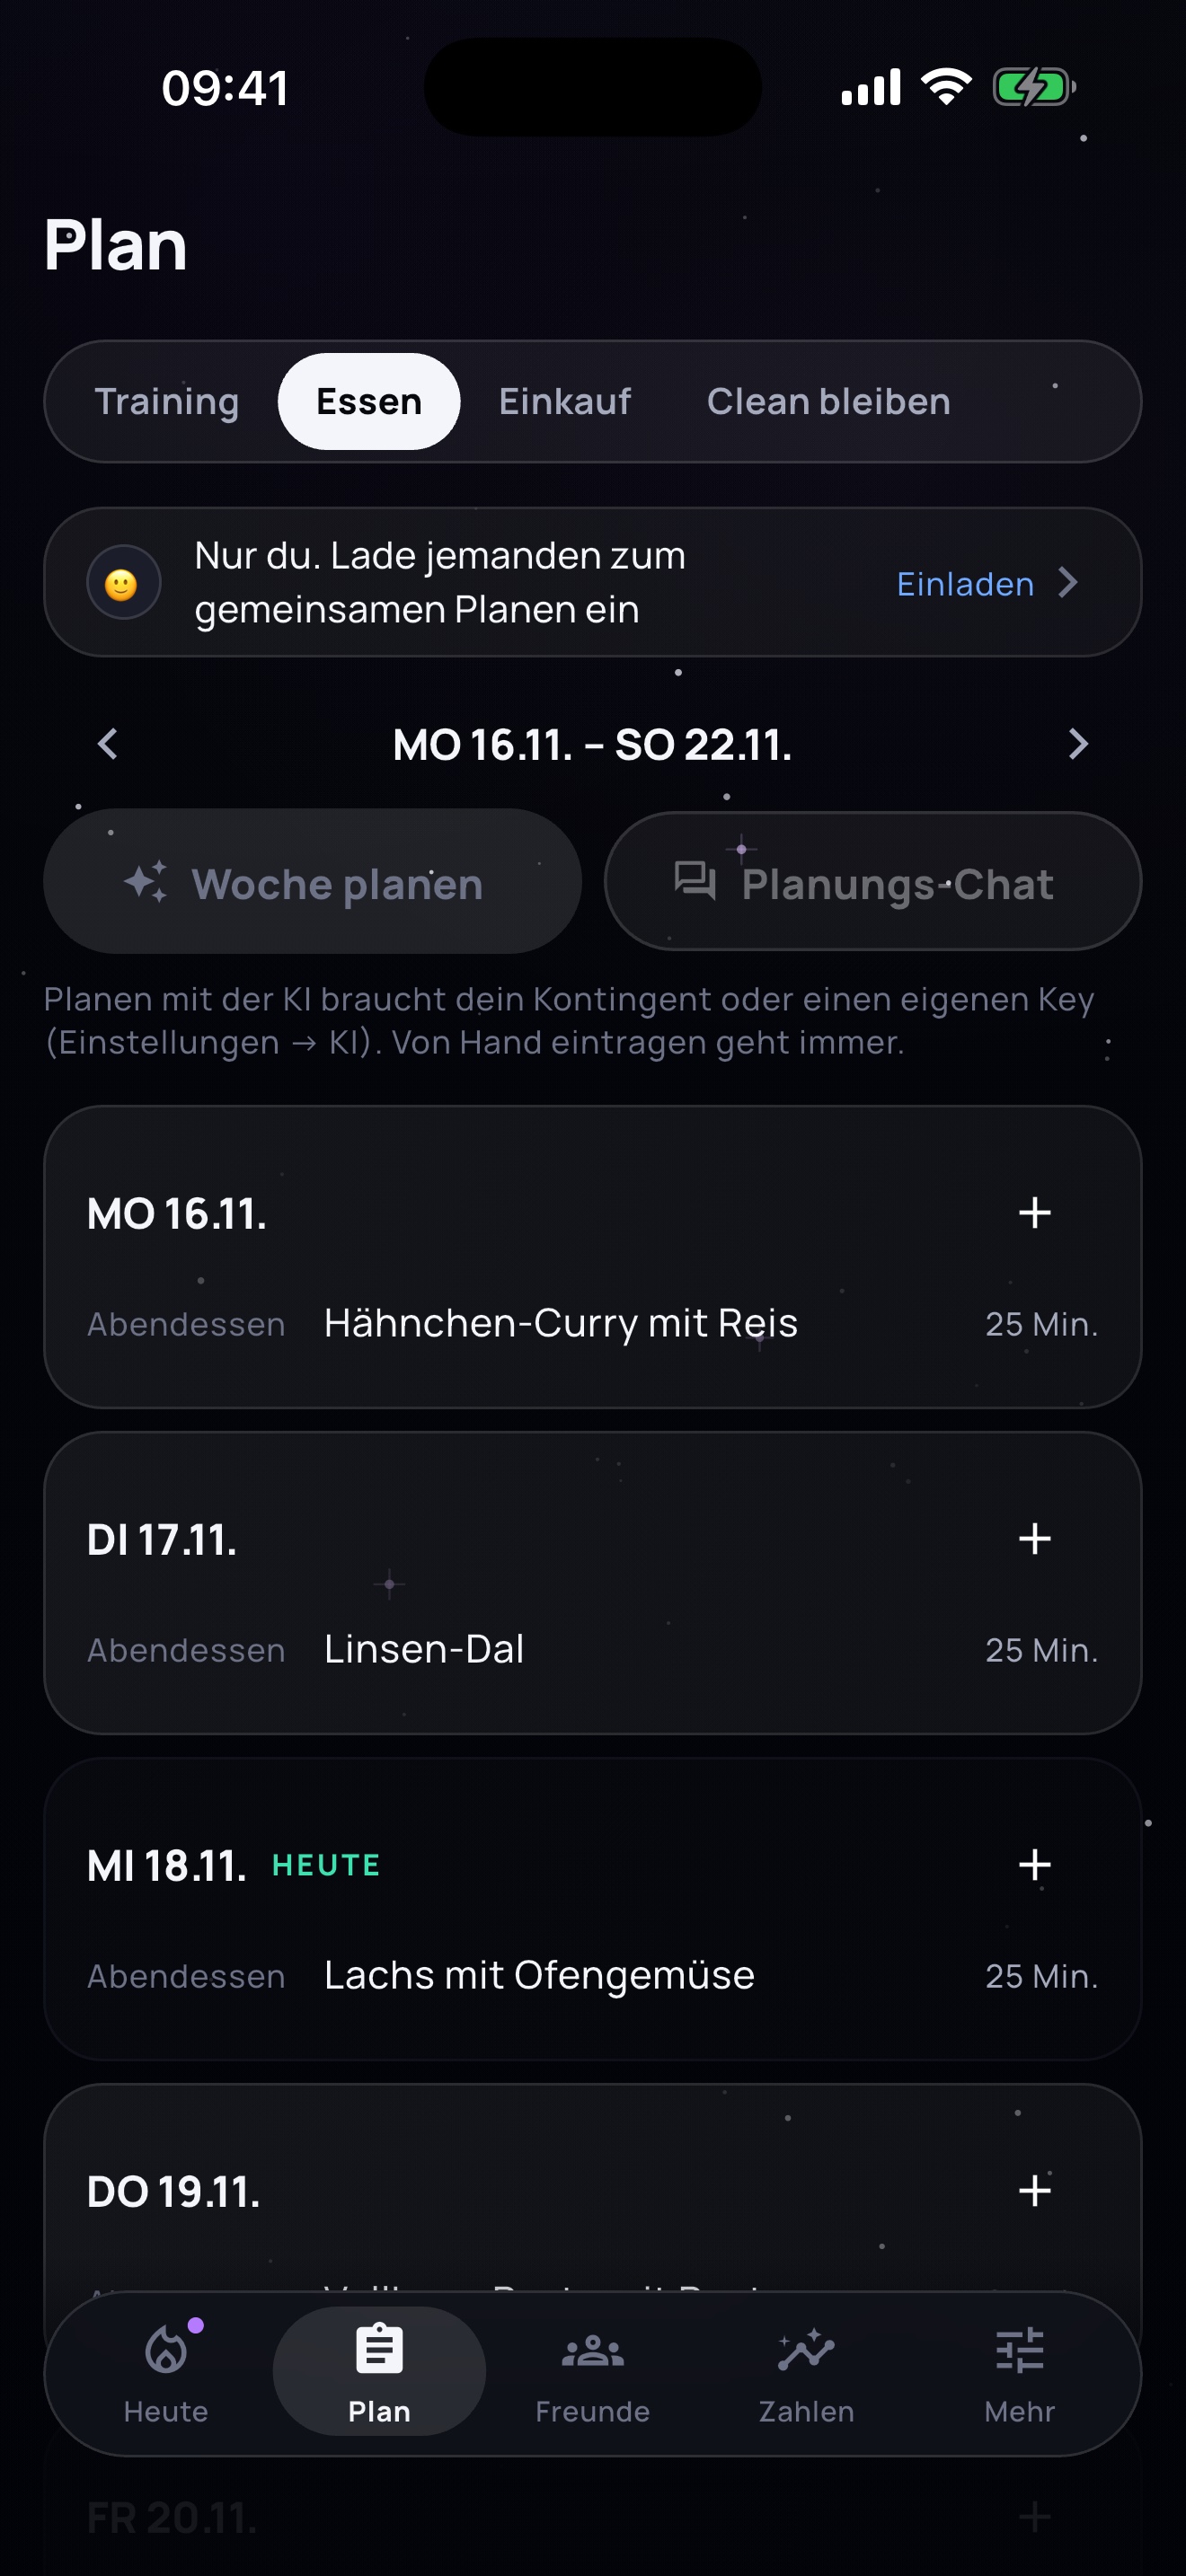 09:41
Plan
Training Essen Einkauf Clean bleiben
Nur du. Lade jemanden zum
gemeinsamen Planen ein
Einladen
MO 16.11. – SO 22.11.
Woche planen Planungs-Chat
Planen mit der KI braucht dein Kontingent oder einen eigenen Key
(Einstellungen → KI). Von Hand eintragen geht immer.
MO 16.11.
Abendessen Hähnchen-Curry mit Reis 25 Min.
DI 17.11.
Abendessen Linsen-Dal 25 Min.
MI 18.11. HEUTE
Abendessen Lachs mit Ofengemüse 25 Min.
DO 19.11.
Heute Plan Freunde Zahlen Mehr
FR 20.11.